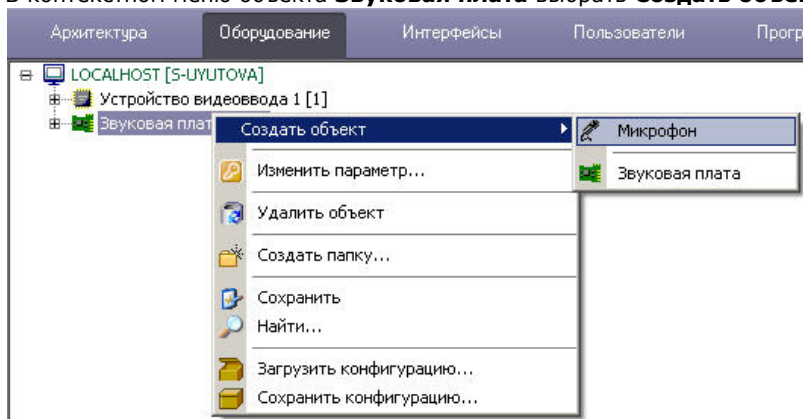 В контекстном меню объекта Звуковая плата выбрать Создать объе
Архитектура Оборудование Интерфейсы Пользователи Прогр
LOCALHOST [S-UYUTOVA]
Устройство видеоввода 1 [1]
Звуковая плат
Создать объект
Микрофон
Изменить параметр...
Звуковая плата
Удалить объект
Создать папку...
Сохранить
Найти...
Загрузить конфигурацию...
Сохранить конфигурацию...